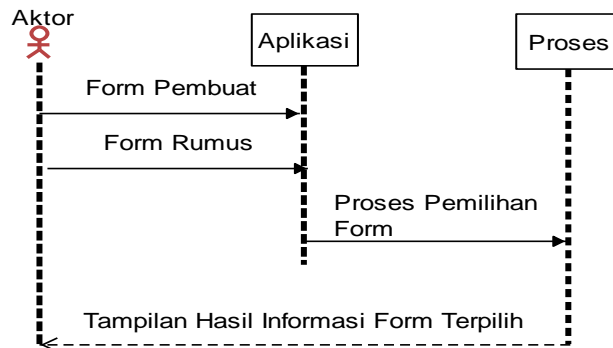 Aktor
Aplikasi
Proses
Form Pembuat
Form Rumus
Proses Pemilihan
Form
Tampilan Hasil Informasi Form Terpilih